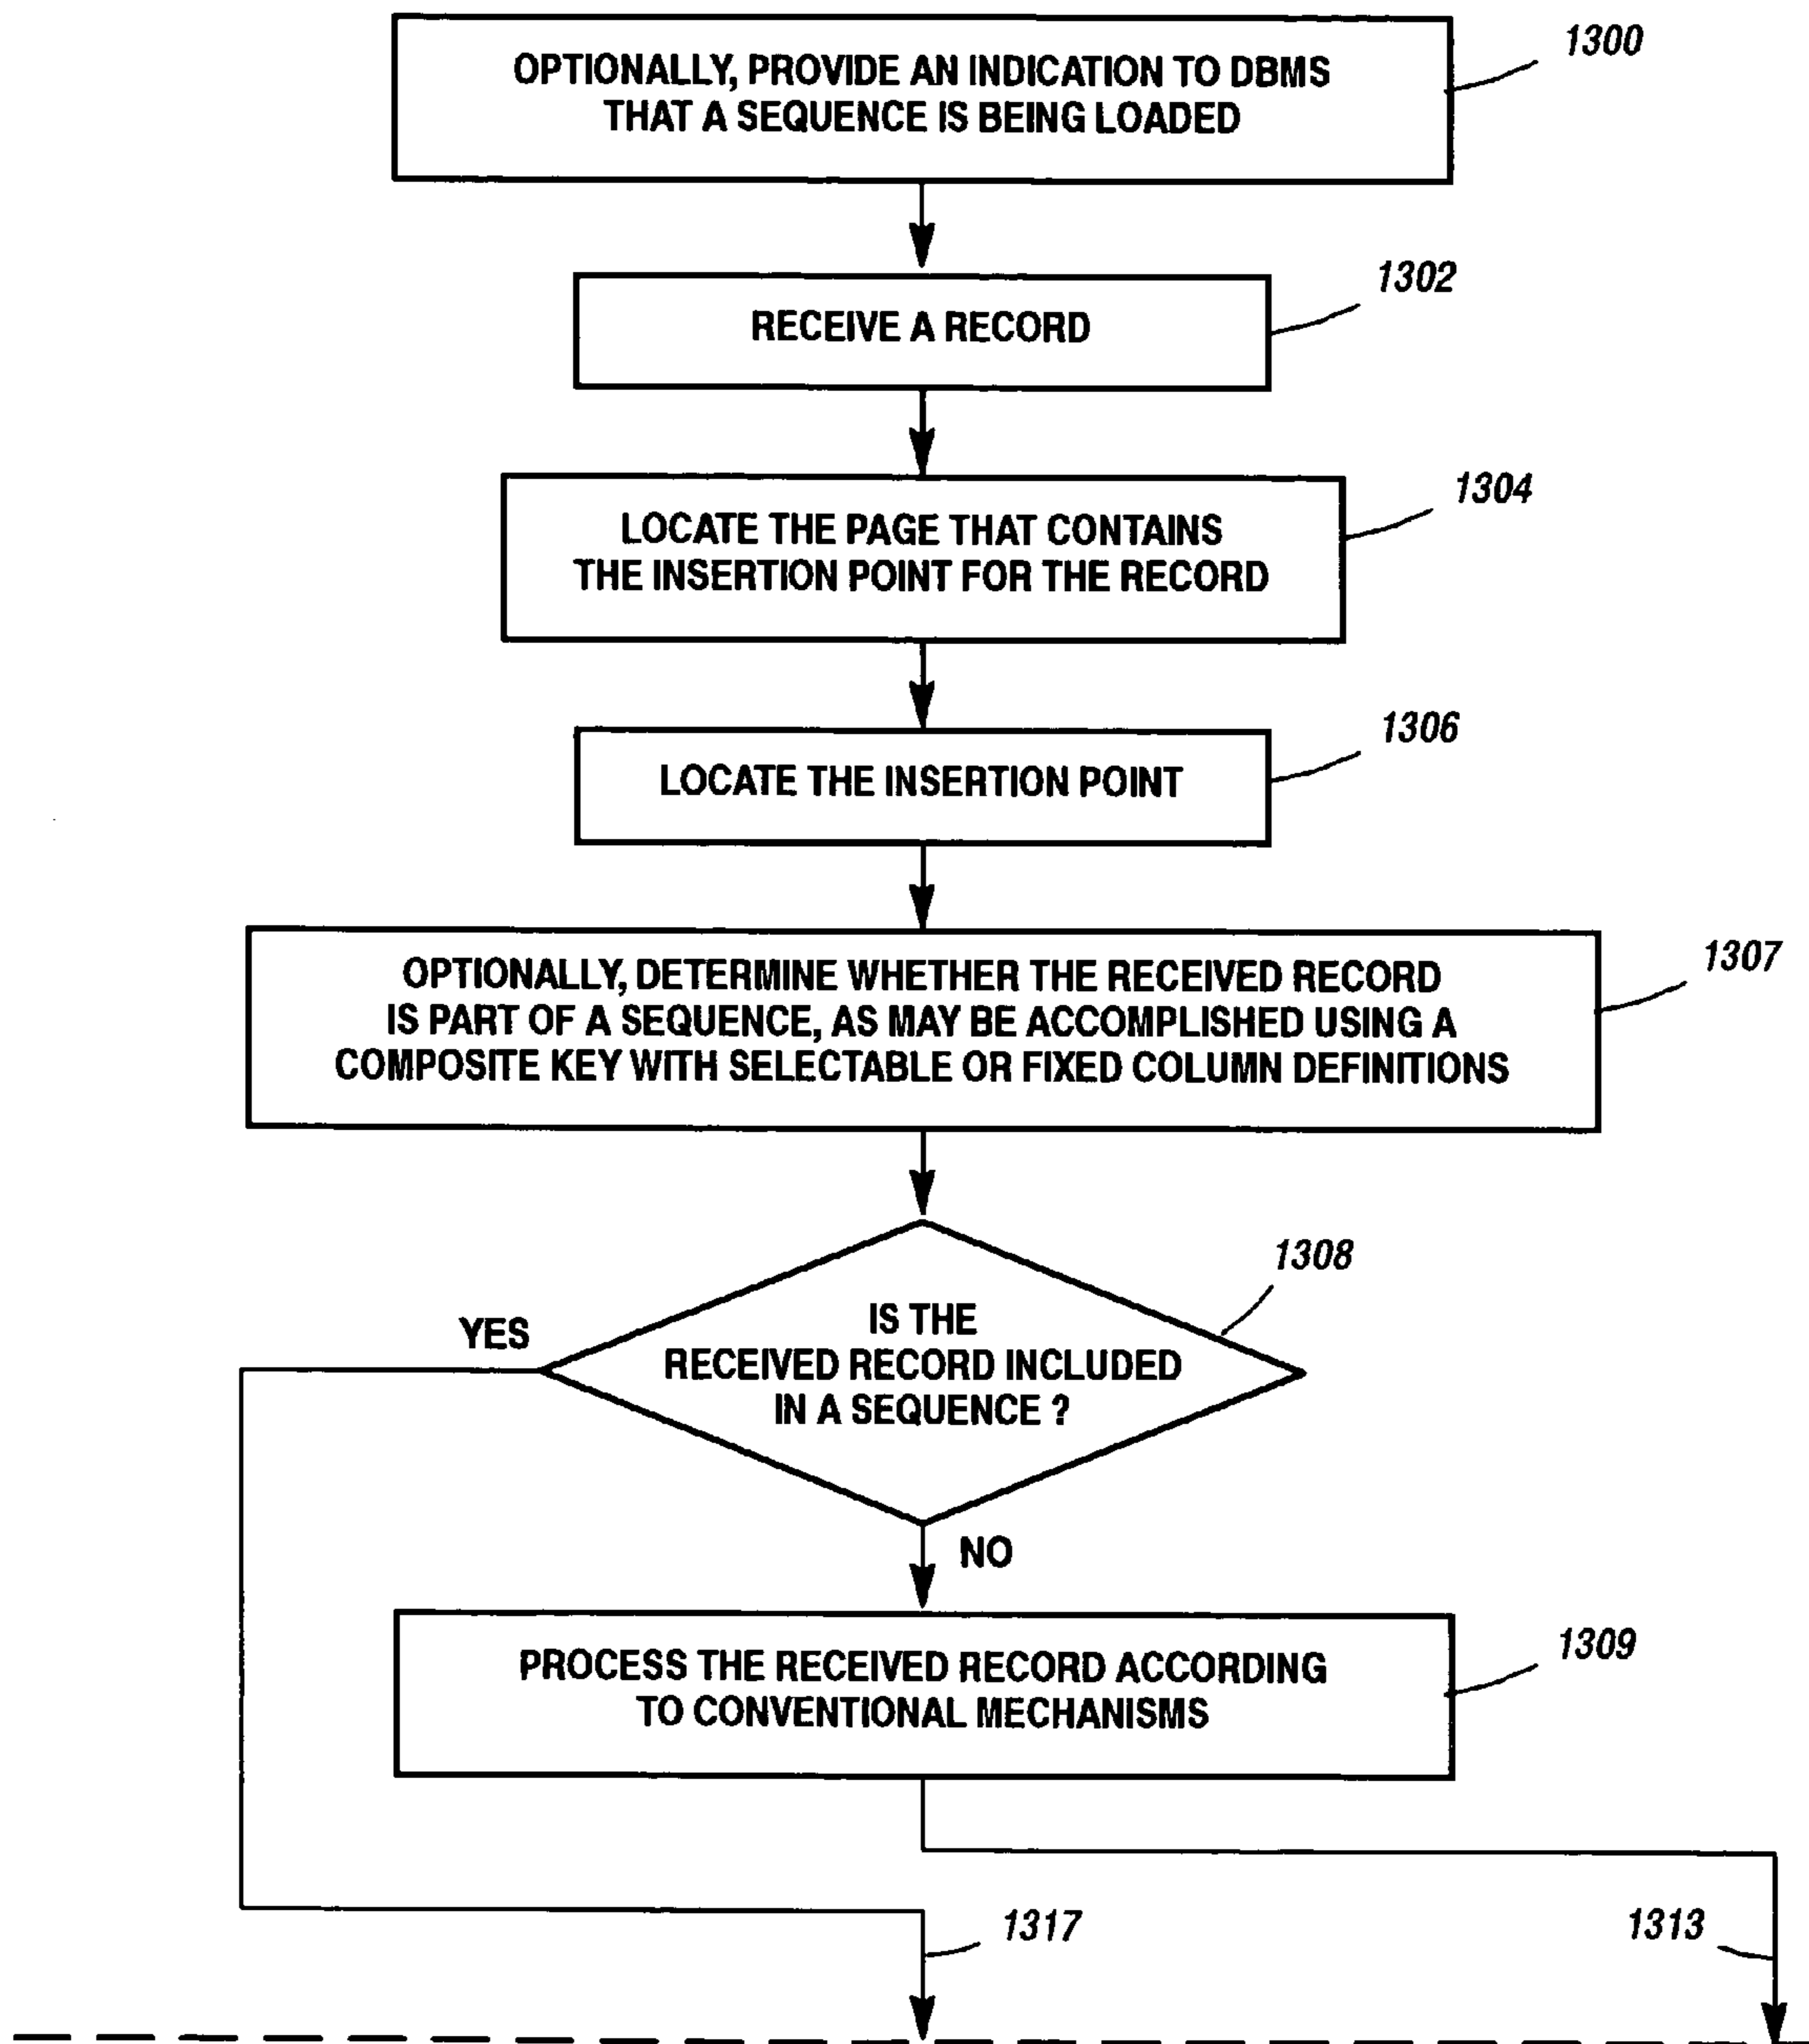 1300
OPTIONALLY, PROVIDE AN INDICATION TO DBMS
THAT A SEQUENCE IS BEING LOADED
1302
RECEIVE A RECORD
1304
LOCATE THE PAGE THAT CONTAINS
THE INSERTION POINT FOR THE RECORD
1306
LOCATE THE INSERTION POINT
1307
OPTIONALLY, DETERMINE WHETHER THE RECEIVED RECORD
IS PART OF A SEQUENCE, AS MAY BE ACCOMPLISHED USING A
COMPOSITE KEY WITH SELECTABLE OR FIXED COLUMN DEFINITIONS
1308
YES
IS THE
RECEIVED RECORD INCLUDED
IN A SEQUENCE ?
NO
1309
PROCESS THE RECEIVED RECORD ACCORDING
TO CONVENTIONAL MECHANISMS
1317
1313